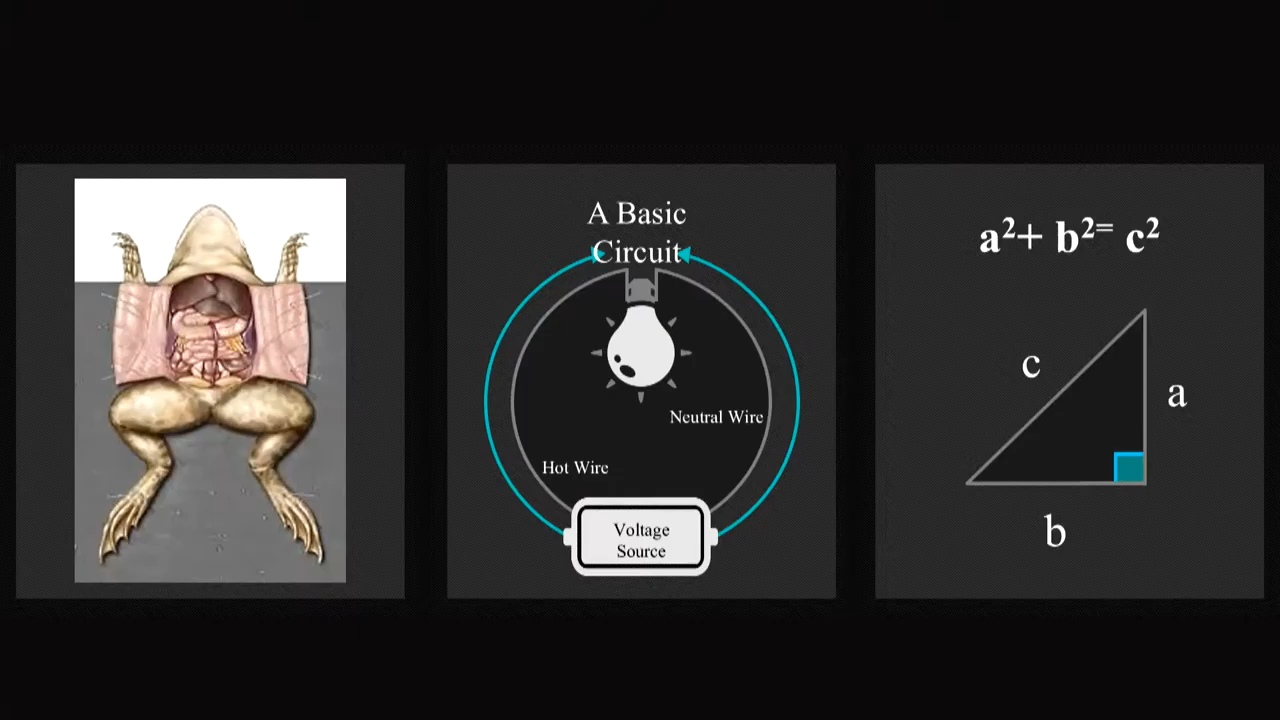 A Basic
Circuit
Neutral Wire
Hot Wire
Voltage
Source
a²+ b²⁼ c²
c
a
b